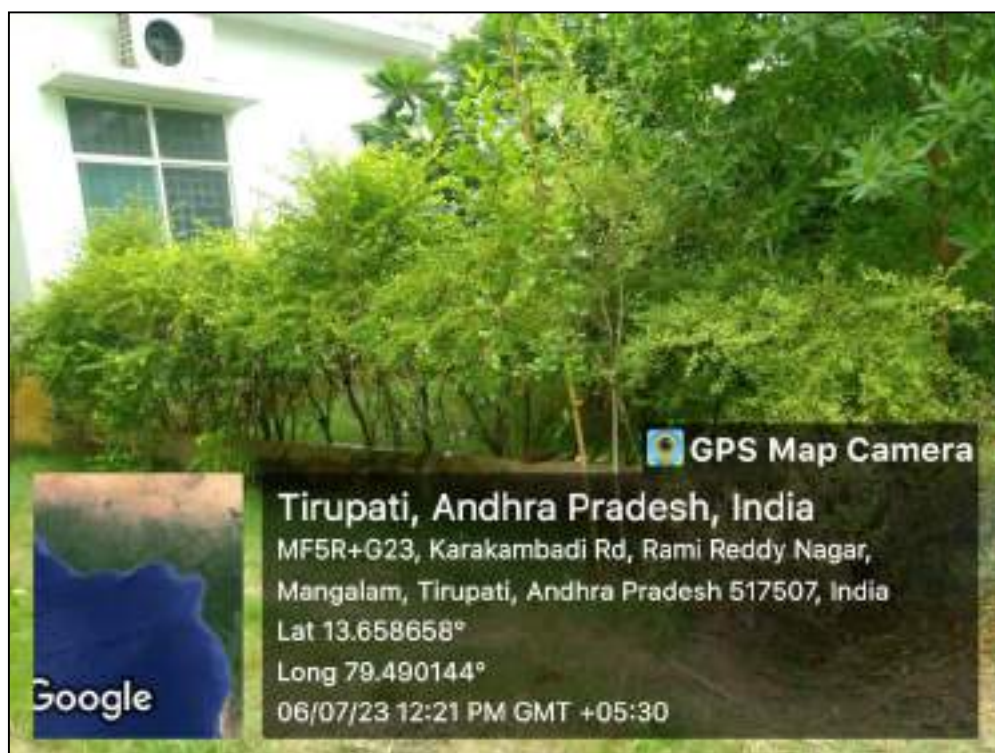 GPS Map Camera
Tirupati, Andhra Pradesh, India
MF5R+G23, Karakambadi Rd, Rami Reddy Nagar,
Mangalam, Tirupati, Andhra Pradesh 517507, India
Lat 13.658658°
Long 79.490144°
06/07/23 12:21 PM GMT +05:30
Google